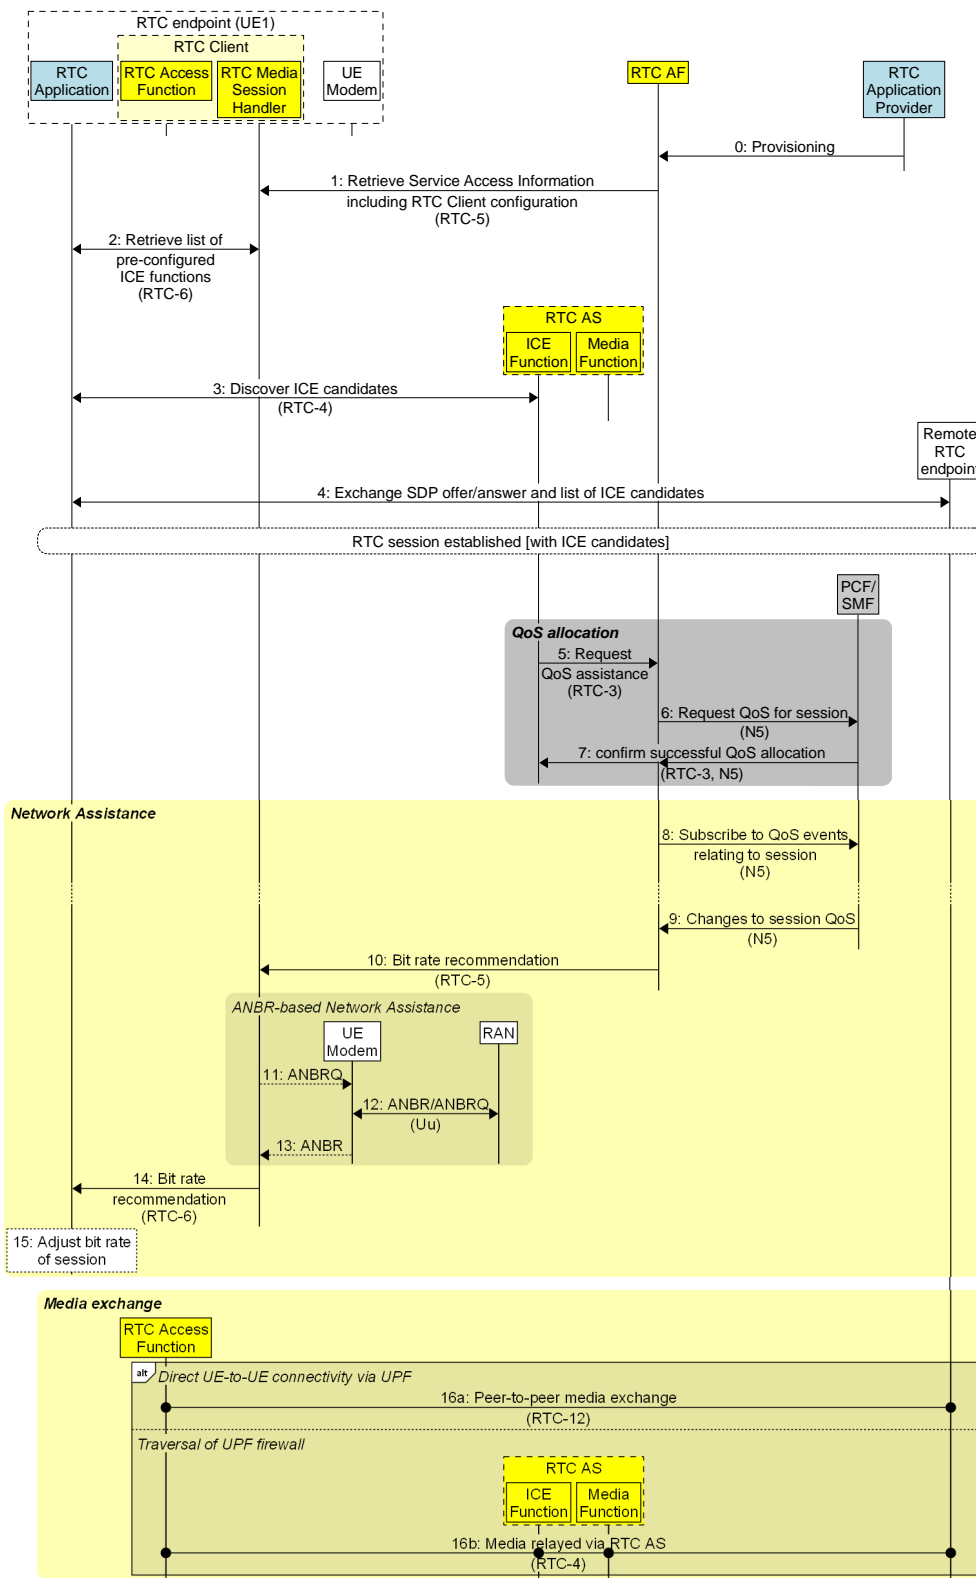 RTC endpoint (UE1)
RTC Client
RTC
Application
RTC Access
Function
RTC Media
Session
Handler
UE
Modem
RTC AF
RTC
Application
Provider
0: Provisioning
1: Retrieve Service Access Information
including RTC Client configuration
(RTC-5)
2: Retrieve list of
pre-configured
ICE functions
(RTC-6)
RTC AS
ICE
Function
Media
Function
3: Discover ICE candidates
(RTC-4)
Remote
RTC
endpoint
4: Exchange SDP offer/answer and list of ICE candidates
RTC session established [with ICE candidates]
PCF/
SMF
QoS allocation
5: Request
QoS assistance
(RTC-3)
6: Request QoS for session
(N5)
7: confirm successful QoS allocation
(RTC-3, N5)
Network Assistance
8: Subscribe to QoS events
relating to session
(N5)
9: Changes to session QoS
(N5)
10: Bit rate recommendation
(RTC-5)
ANBR-based Network Assistance
UE
Modem
RAN
11: ANBRQ
12: ANBR/ANBRQ
(Uu)
13: ANBR
14: Bit rate
recommendation
(RTC-6)
15: Adjust bit rate
of session
Media exchange
RTC Access
Function
alt
Direct UE-to-UE connectivity via UPF
16a: Peer-to-peer media exchange
(RTC-12)
Traversal of UPF firewall
RTC AS
ICE
Function
Media
Function
16b: Media relayed via RTC AS
(RTC-4)